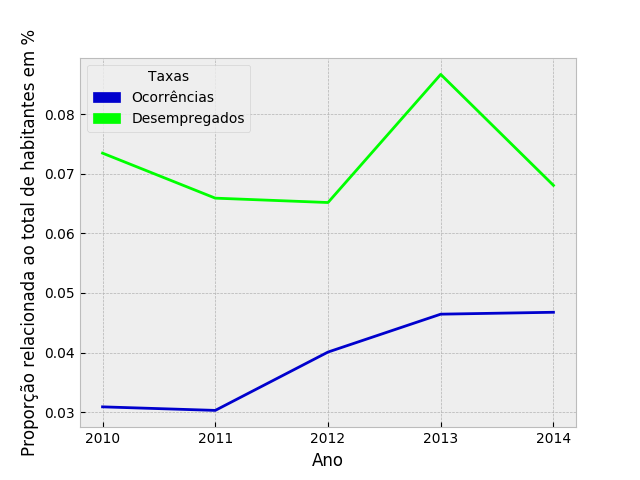 Proporção relacionada ao total de habitantes em %
Taxas
Ocorrências
Desempregados
0.08
0.07
0.06
0.05
0.04
0.03
2010 2011 2012 2013 2014
Ano